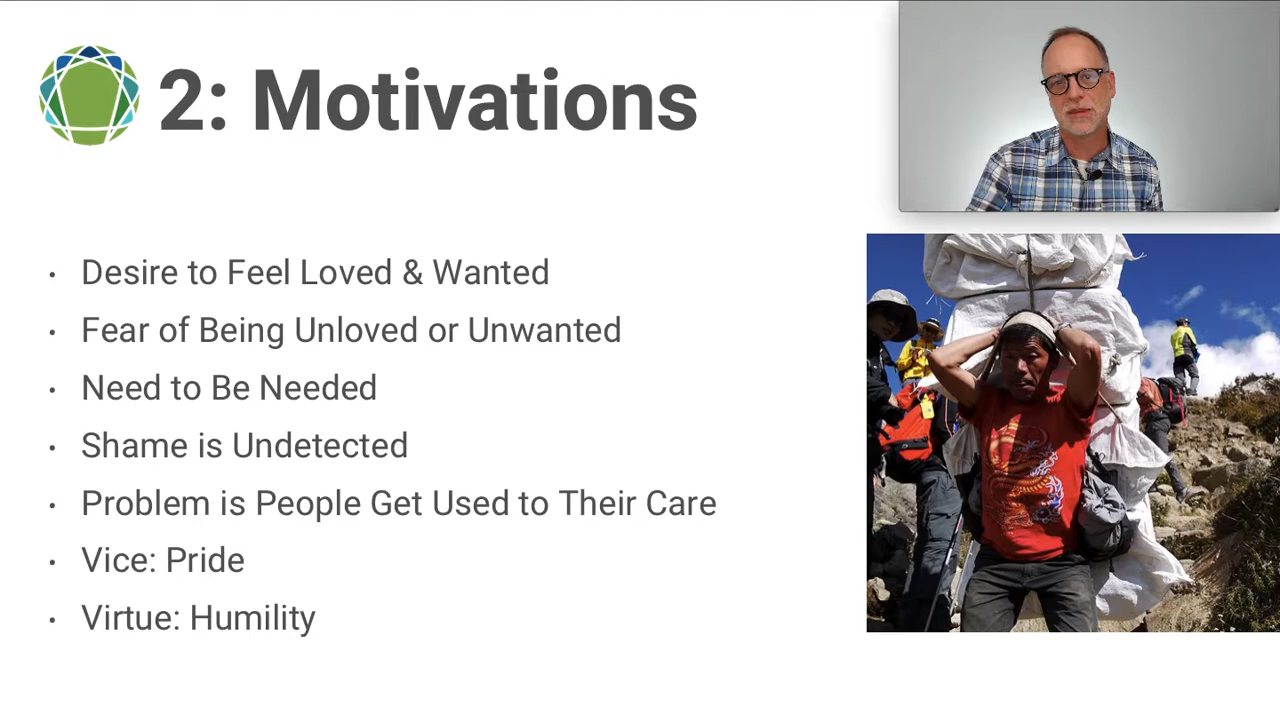 2: Motivations
• Desire to Feel Loved & Wanted
• Fear of Being Unloved or Unwanted
• Need to Be Needed
• Shame is Undetected
• Problem is People Get Used to Their Care
• Vice: Pride
• Virtue: Humility